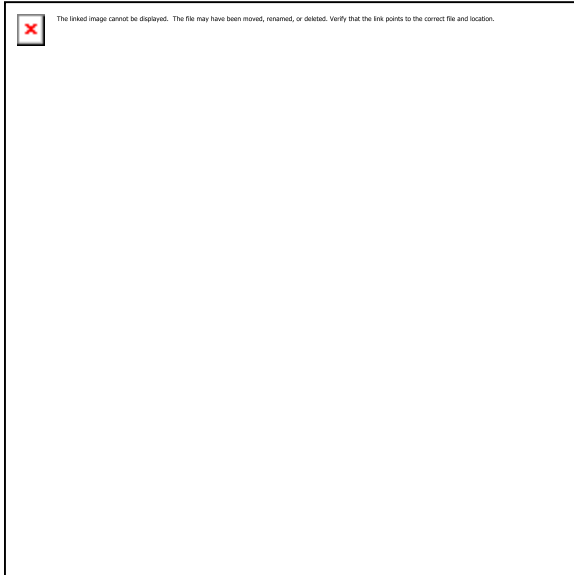 The linked image cannot be displayed.  The file may have been moved, renamed, or deleted. Verify that the link points to the correct file and location.